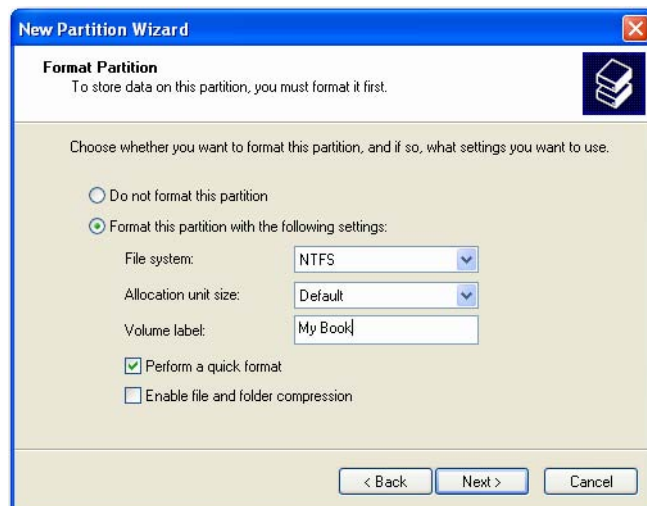 New Partition Wizard
Format Partition
To store data on this partition, you must format it first.
Choose whether you want to format this partition, and if so, what settings you want to use.
Do not format this partition
Format this partition with the following settings:
File system: NTFS
Allocation unit size: Default
Volume label: My Book
Perform a quick format
Enable file and folder compression
< Back Next > Cancel